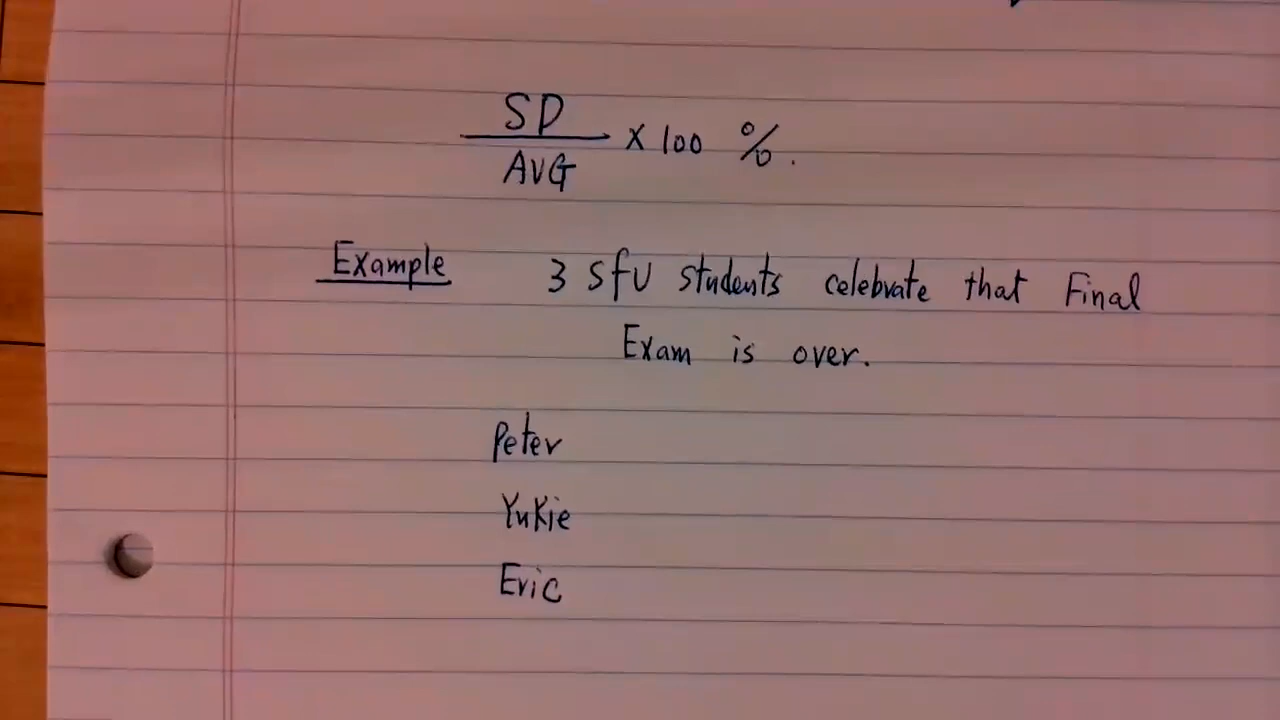 SD
AVG
× 100 %.
Example 3 SFU students celebrate that Final
Exam is over.
Peter
Yukie
Eric